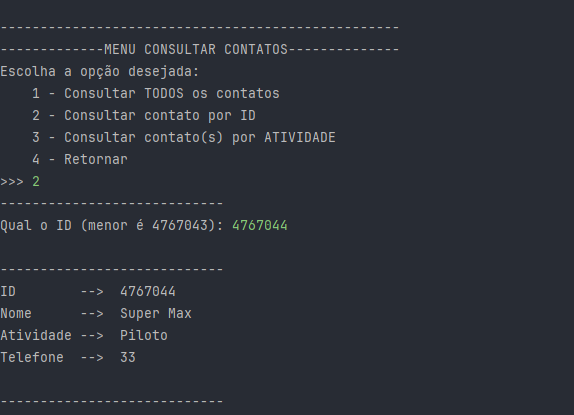 --------------------------------------------------
-------------MENU CONSULTAR CONTATOS--------------
Escolha a opção desejada:
    1 - Consultar TODOS os contatos
    2 - Consultar contato por ID
    3 - Consultar contato(s) por ATIVIDADE
    4 - Retornar
>>> 2
----------------------------
Qual o ID (menor é 4767043): 4767044

----------------------------
ID        -->  4767044
Nome      -->  Super Max
Atividade -->  Piloto
Telefone  -->  33

----------------------------